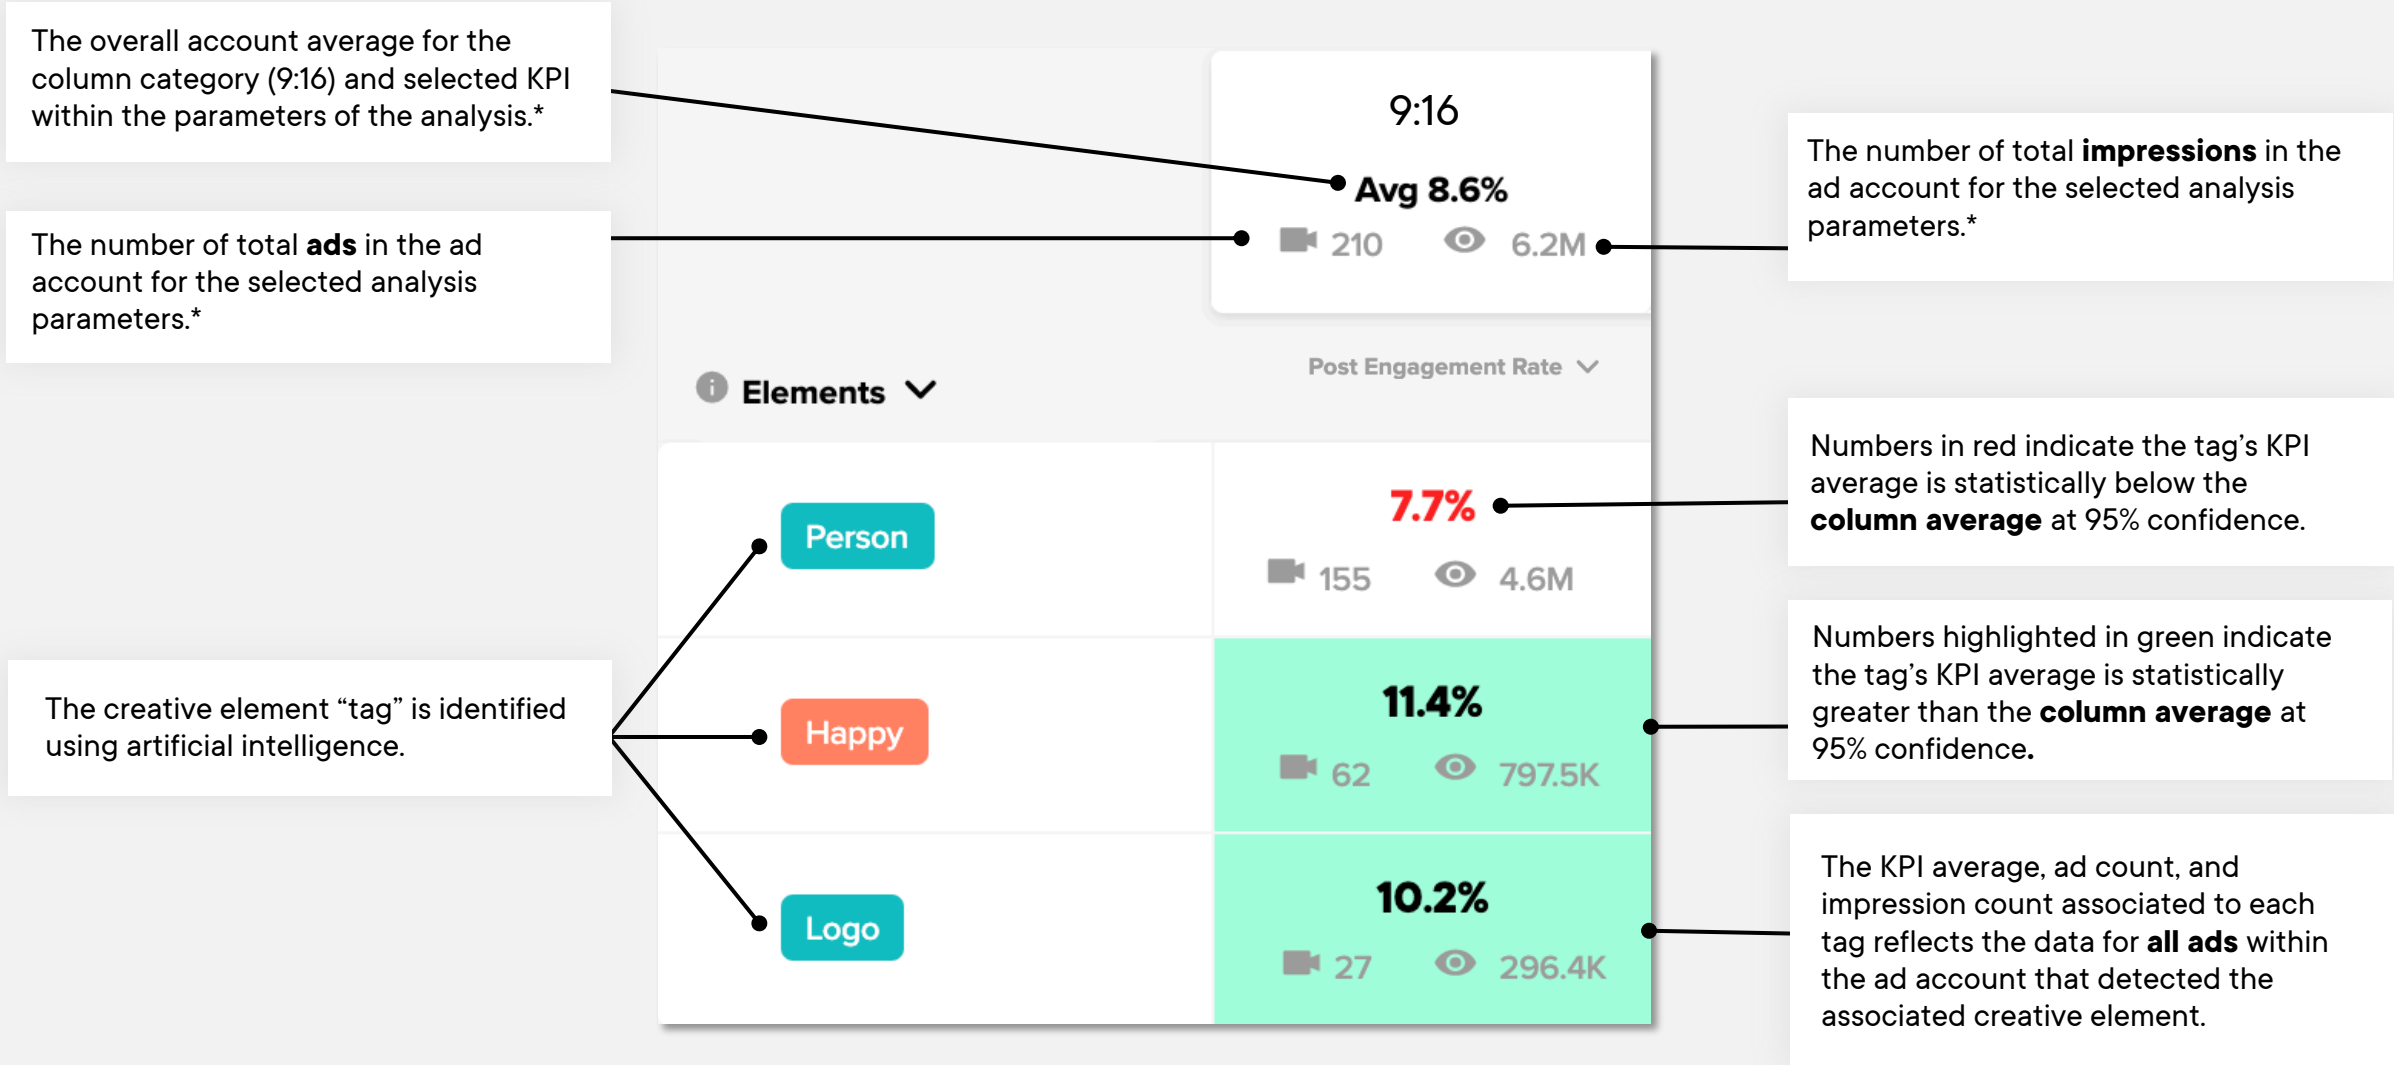 The overall account average for the
column category (9:16) and selected KPI
within the parameters of the analysis.*
The number of total ads in the ad
account for the selected analysis
parameters.*
The creative element “tag” is identified
using artificial intelligence.
9:16
Avg 8.6%
210 6.2M
Post Engagement Rate
i Elements
Person
7.7%
155 4.6M
Happy
11.4%
62 797.5K
Logo
10.2%
27 296.4K
The number of total impressions in the
ad account for the selected analysis
parameters.*
Numbers in red indicate the tag’s KPI
average is statistically below the
column average at 95% confidence.
Numbers highlighted in green indicate
the tag’s KPI average is statistically
greater than the column average at
95% confidence.
The KPI average, ad count, and
impression count associated to each
tag reflects the data for all ads within
the ad account that detected the
associated creative element.